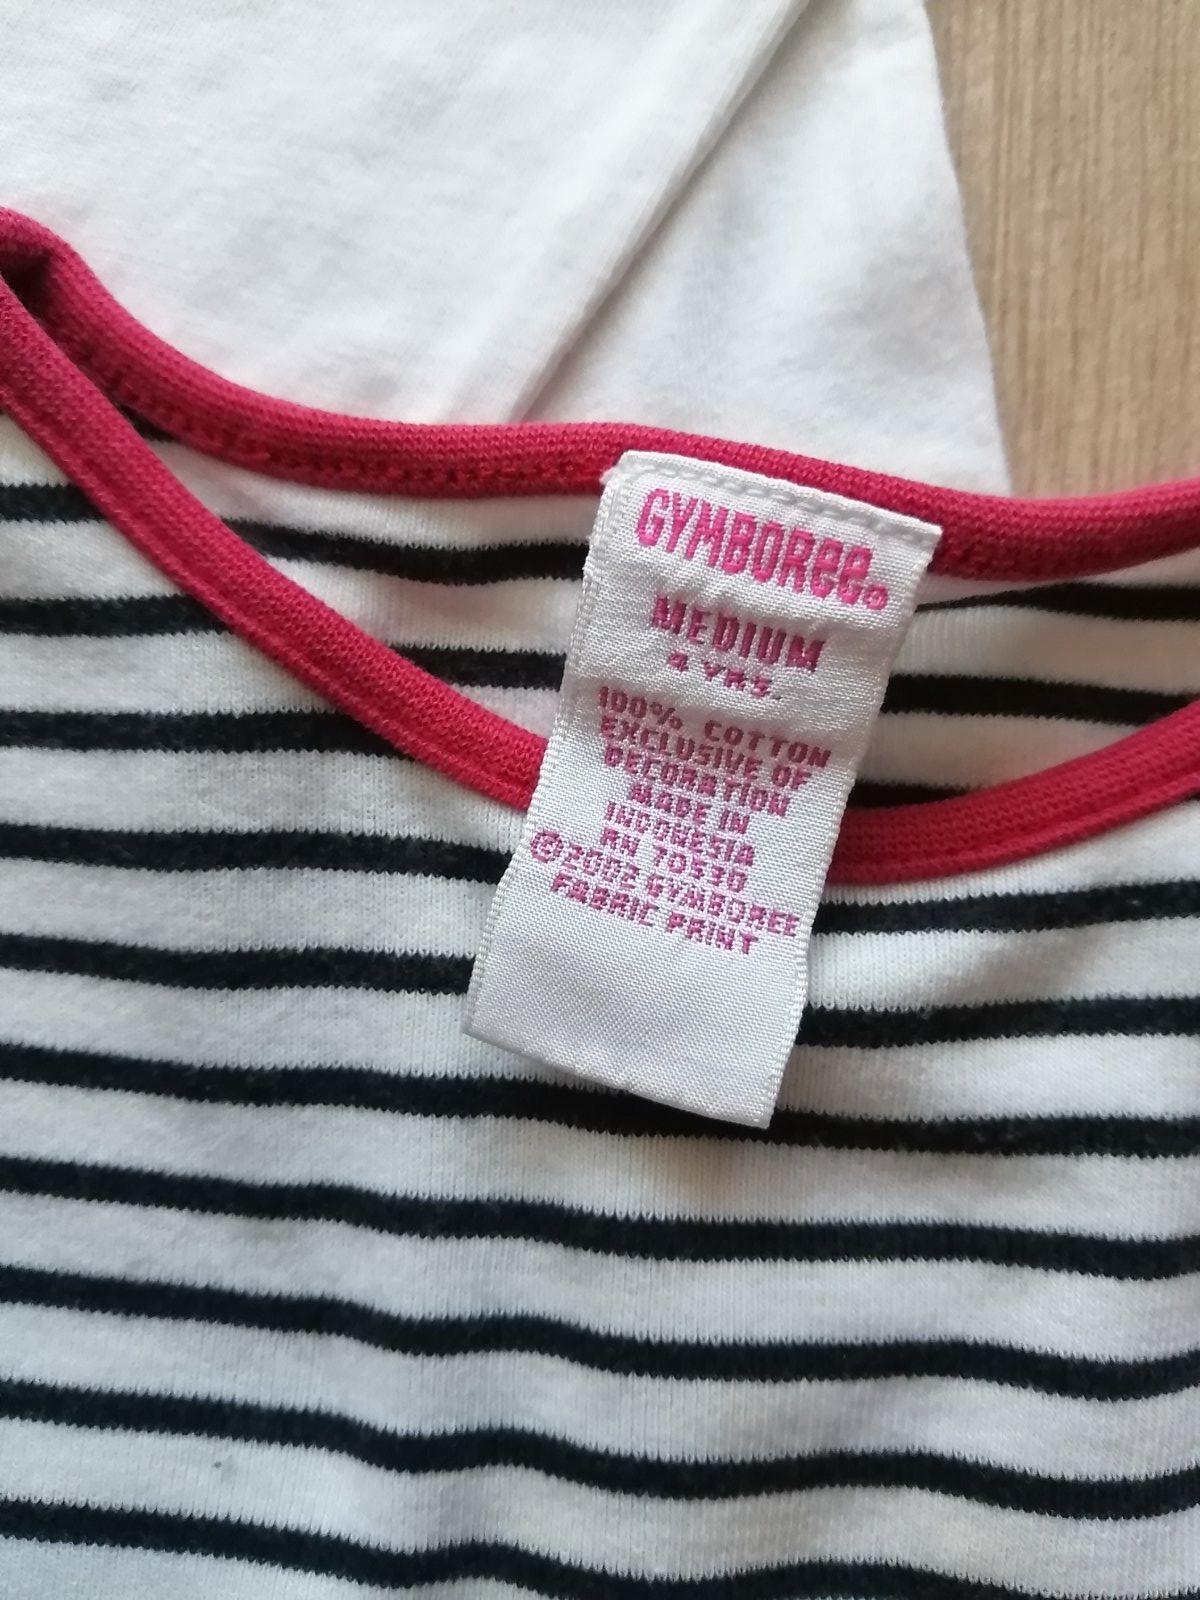 GYMBOREE®
MEDIUM
4 YRS.
100% COTTON
EXCLUSIVE OF
DECORATION
MADE IN
INDONESIA
RN 70530
©2002 GYMBOREE
FABRIC PRINT